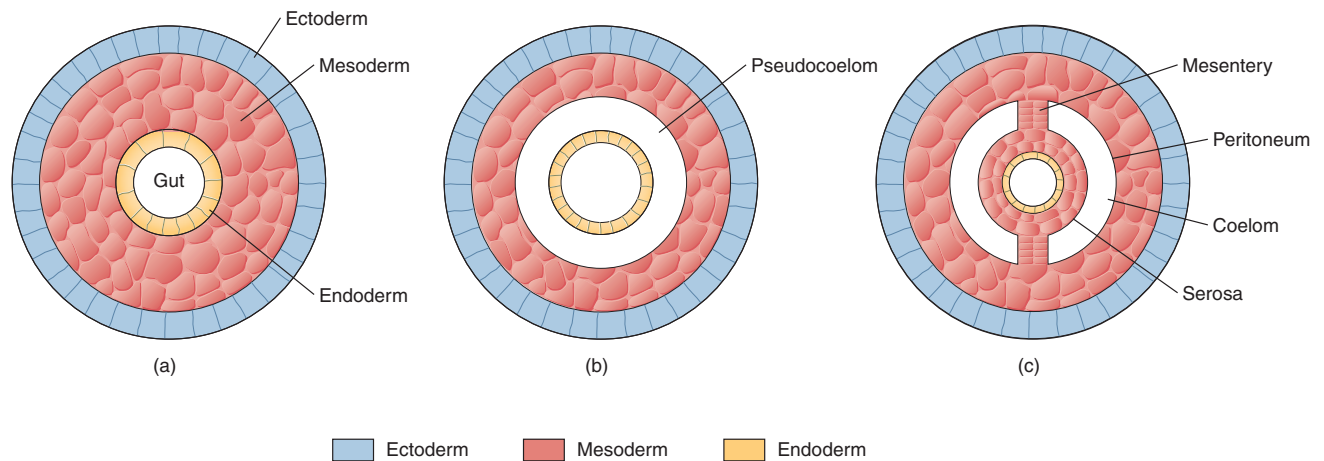 Ectoderm
Mesoderm
Gut
Endoderm
(a)
Pseudocoelom
(b)
Mesentery
Peritoneum
Coelom
Serosa
(c)
Ectoderm
Mesoderm
Endoderm